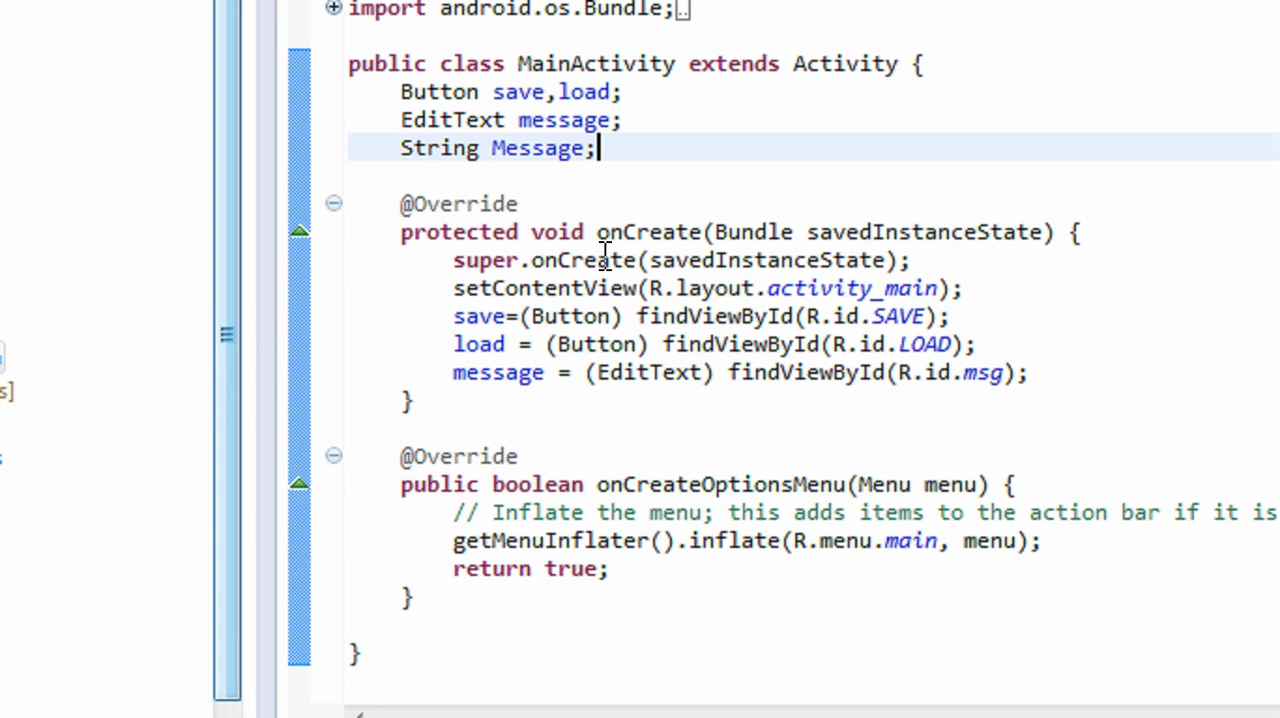 import android.os.Bundle;
public class MainActivity extends Activity {
Button save,load;
EditText message;
String Message;
@Override
protected void onCreate(Bundle savedInstanceState) {
super.onCreate(savedInstanceState);
setContentView(R.layout.activity_main);
save=(Button) findViewById(R.id.SAVE);
load = (Button) findViewById(R.id.LOAD);
message = (EditText) findViewById(R.id.msg);
}
@Override
public boolean onCreateOptionsMenu(Menu menu) {
// Inflate the menu; this adds items to the action bar if it is
getMenuInflater().inflate(R.menu.main, menu);
return true;
}
}
s]